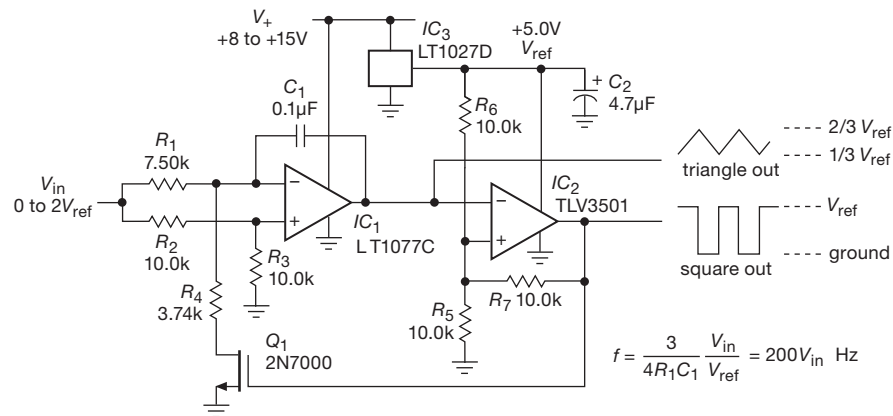 V+
+8 to +15V
IC3
LT1027D
+5.0V
Vref
C1
0.1μF
R6
10.0k
+ C2
4.7μF
R1
7.50k
2/3 Vref
1/3 Vref
triangle out
Vin
0 to 2Vref
−
+
IC1
LT1077C
−
+
IC2
TLV3501
Vref
ground
square out
R2
10.0k
R3
10.0k
R4
3.74k
R7 10.0k
R5
10.0k
Q1
2N7000
f = 3/(4R1C1) Vin/Vref = 200Vin Hz